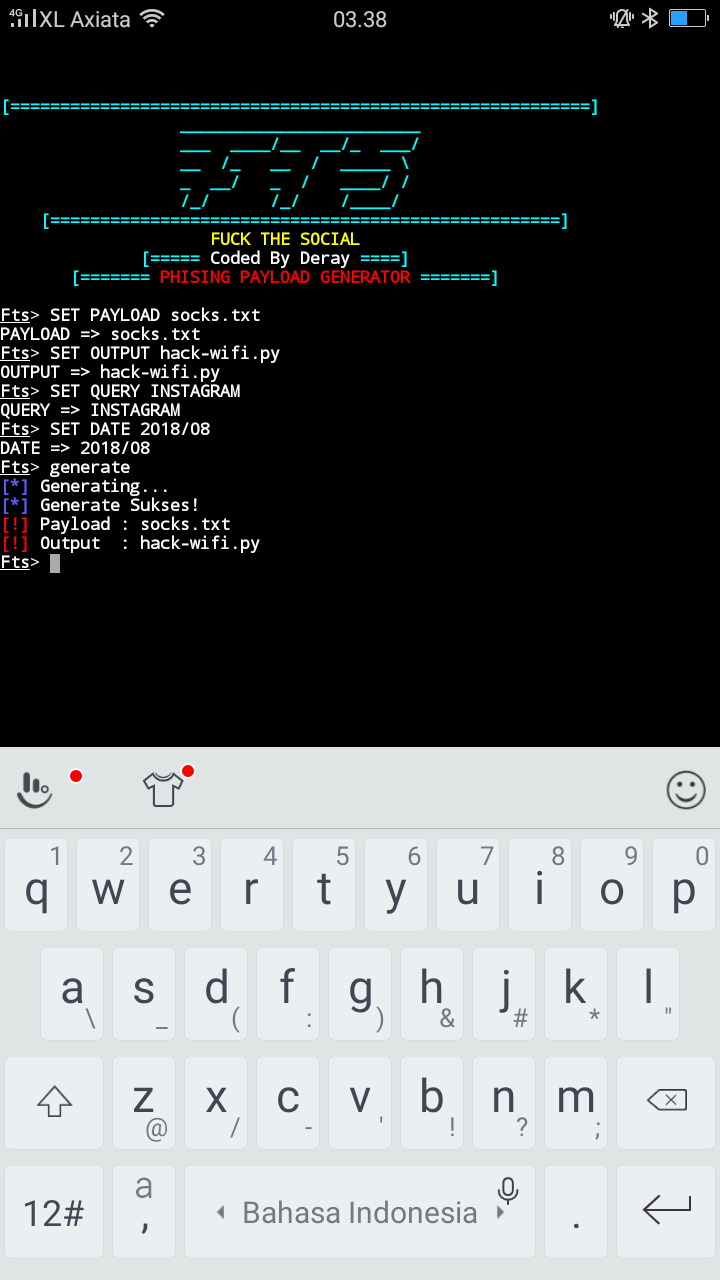 4G XL Axiata 03.38
[==========================================================]
[===================================================]
FUCK THE SOCIAL
[===== Coded By Deray ====]
[======= PHISING PAYLOAD GENERATOR =======]
Fts> SET PAYLOAD socks.txt
PAYLOAD => socks.txt
Fts> SET OUTPUT hack-wifi.py
OUTPUT => hack-wifi.py
Fts> SET QUERY INSTAGRAM
QUERY => INSTAGRAM
Fts> SET DATE 2018/08
DATE => 2018/08
Fts> generate
[*] Generating...
[*] Generate Sukses!
[!] Payload : socks.txt
[!] Output  : hack-wifi.py
Fts>
1 2 3 4 5 6 7 8 9 0
q w e r t y u i o p
a s d f g h j k l
\ _ ( : ) & # * "
z x c v b n m
@ / - ' ! ? ;
12# a , Bahasa Indonesia .